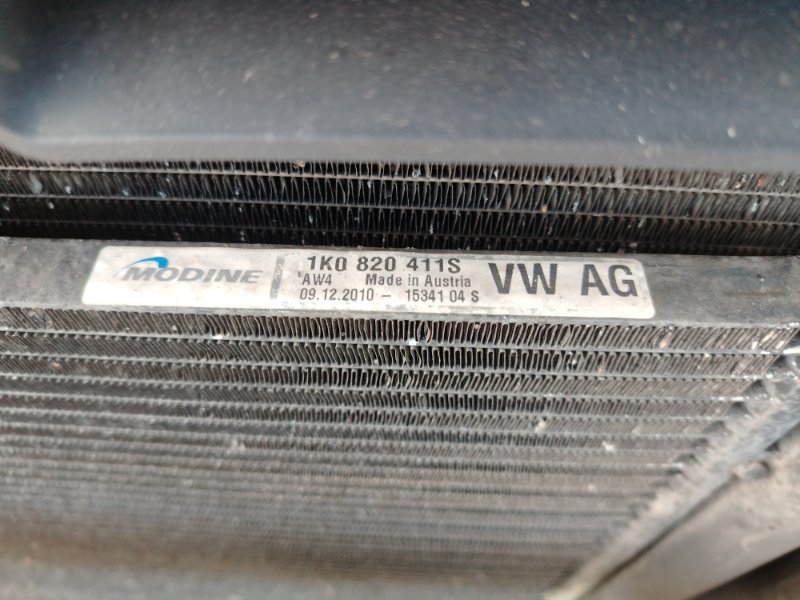 MODINE
1K0 820 411S
AW4 Made in Austria
09.12.2010 - 15341 04 S
VW AG